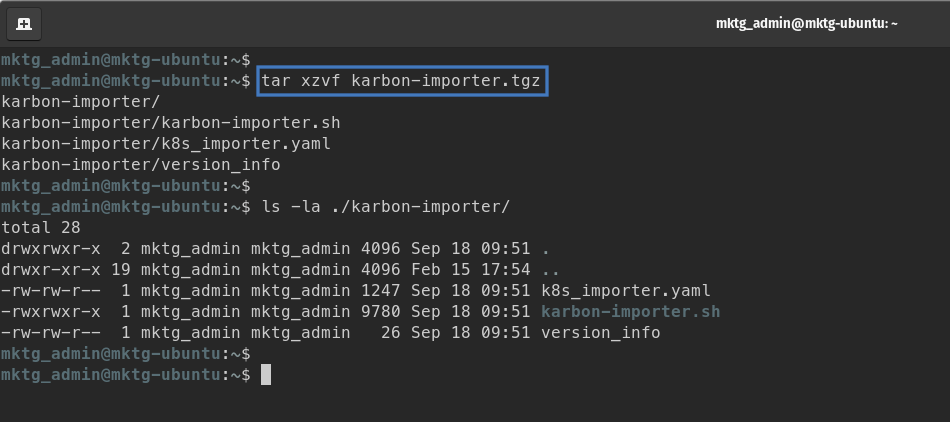 mktg_admin@mktg-ubuntu: ~
mktg_admin@mktg-ubuntu:~$
mktg_admin@mktg-ubuntu:~$ tar xzvf karbon-importer.tgz
karbon-importer/
karbon-importer/karbon-importer.sh
karbon-importer/k8s_importer.yaml
karbon-importer/version_info
mktg_admin@mktg-ubuntu:~$
mktg_admin@mktg-ubuntu:~$ ls -la ./karbon-importer/
total 28
drwxrwxr-x  2 mktg_admin mktg_admin 4096 Sep 18 09:51 .
drwxr-xr-x 19 mktg_admin mktg_admin 4096 Feb 15 17:54 ..
-rw-rw-r--  1 mktg_admin mktg_admin 1247 Sep 18 09:51 k8s_importer.yaml
-rwxrwxr-x  1 mktg_admin mktg_admin 9780 Sep 18 09:51 karbon-importer.sh
-rw-rw-r--  1 mktg_admin mktg_admin   26 Sep 18 09:51 version_info
mktg_admin@mktg-ubuntu:~$
mktg_admin@mktg-ubuntu:~$